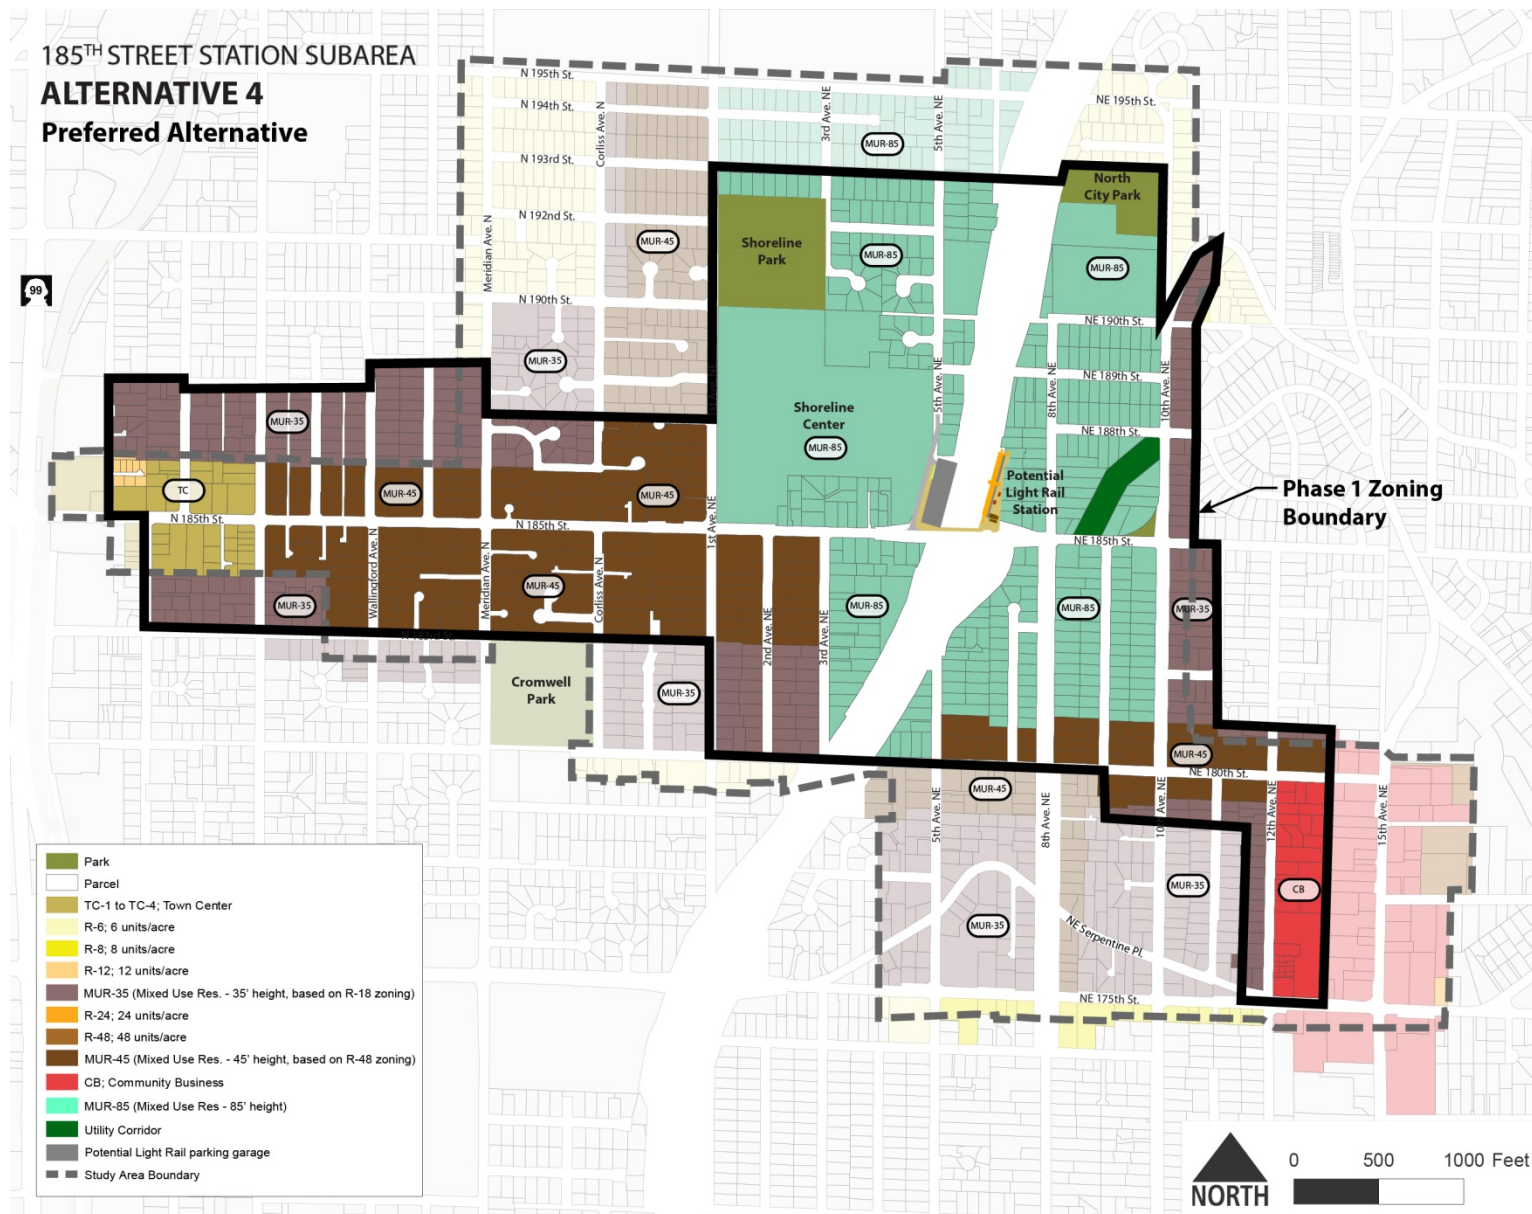 185TH STREET STATION SUBAREA
ALTERNATIVE 4
Preferred Alternative
N 195th St.
NE 195th St.
N 194th St.
Corliss Ave. N
3rd Ave. NE
5th Ave. NE
MUR-85
N 193rd St.
North
City Park
N 192nd St.
Meridian Ave. N
MUR-45
Shoreline
Park
MUR-85
MUR-85
99
N 190th St.
NE 190th St.
MUR-35
NE 189th St.
5th Ave. NE
8th Ave. NE
10th Ave. NE
MUR-35
Shoreline
Center
MUR-85
NE 188th St.
TC
MUR-45
MUR-45
Potential
Light Rail
Station
Phase 1 Zoning
Boundary
N 185th St.
N 185th St.
1st Ave. NE
NE 185th St.
Wallingford Ave. N
Meridian Ave. N
Corliss Ave. N
MUR-45
MUR-35
2nd Ave. NE
3rd Ave. NE
MUR-85
MUR-85
MUR-35
Cromwell
Park
MUR-35
MUR-45
NE 180th St.
MUR-45
5th Ave. NE
8th Ave. NE
10th Ave. NE
12th Ave. NE
15th Ave. NE
MUR-35
CB
MUR-35
NE Serpentine Pl.
NE 175th St.
Park
Parcel
TC-1 to TC-4; Town Center
R-6; 6 units/acre
R-8; 8 units/acre
R-12; 12 units/acre
MUR-35 (Mixed Use Res. - 35' height, based on R-18 zoning)
R-24; 24 units/acre
R-48; 48 units/acre
MUR-45 (Mixed Use Res. - 45' height, based on R-48 zoning)
CB; Community Business
MUR-85 (Mixed Use Res - 85' height)
Utility Corridor
Potential Light Rail parking garage
Study Area Boundary
NORTH
0 500 1000 Feet